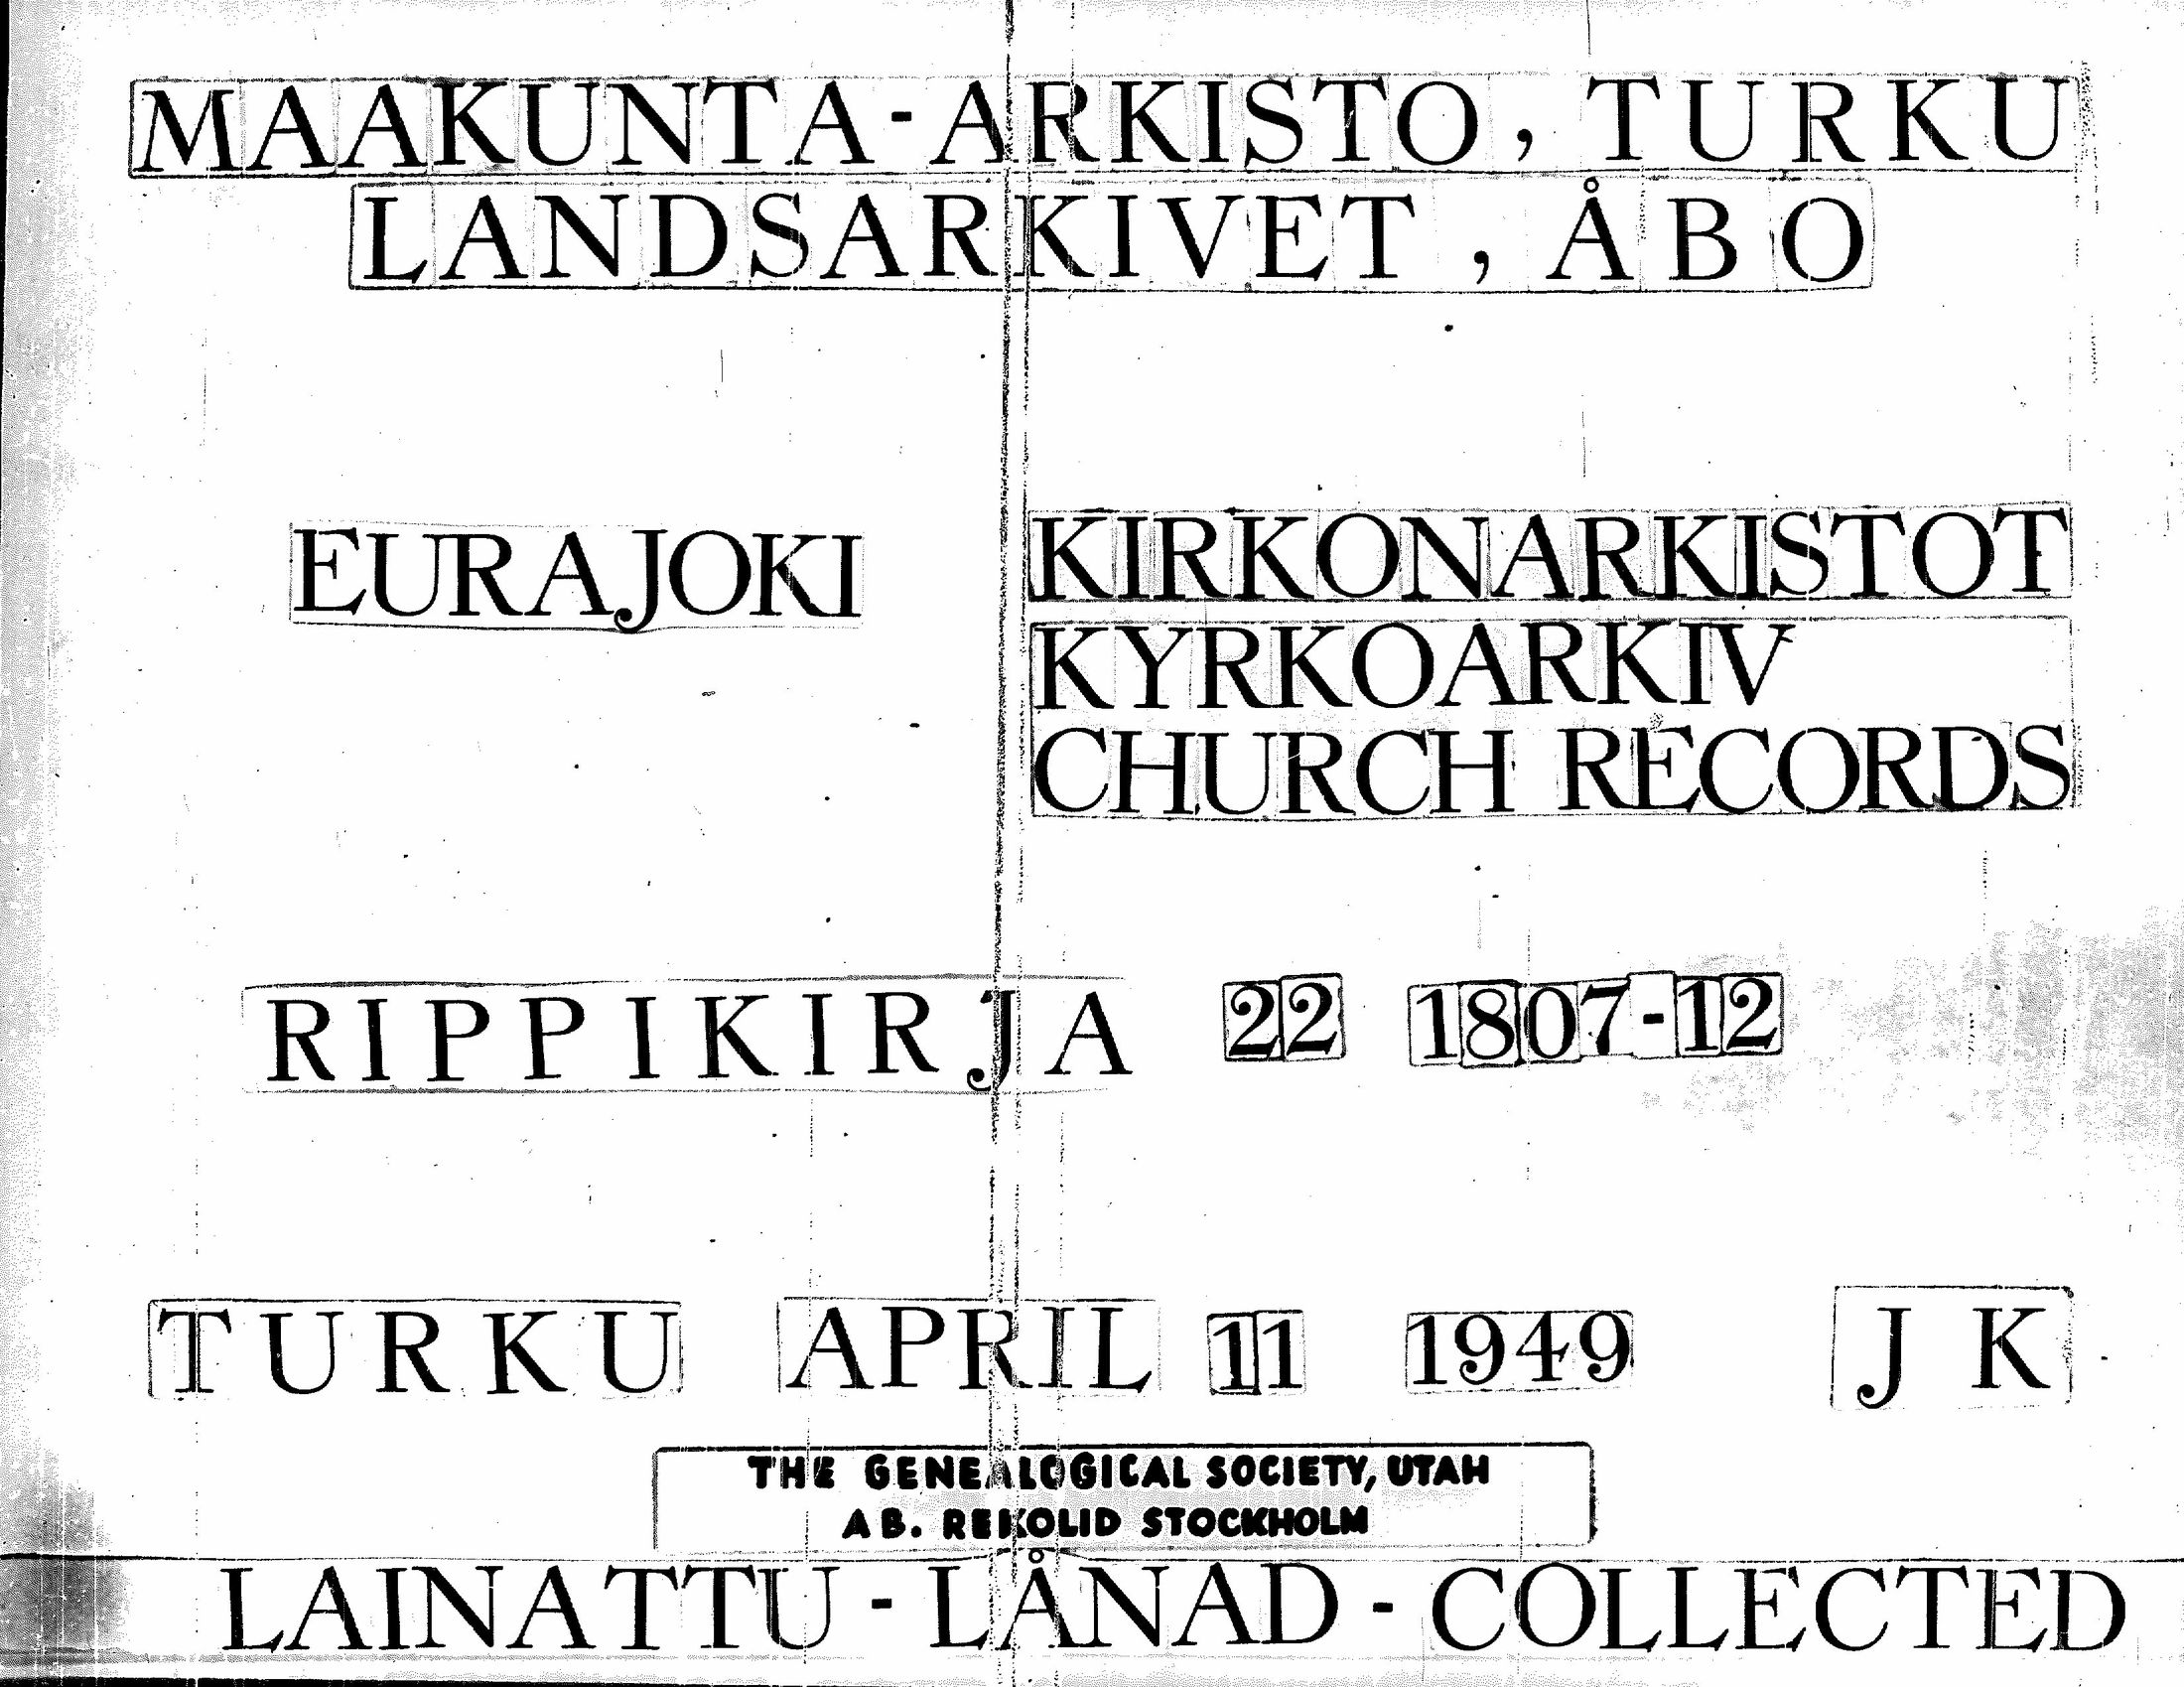 MAAKUNTA-ARKISTO, TURKU
LANDSARKIVET, ÅBO
EURAJOKI
KIRKONARKISTOT
KYRKOARKIV
CHURCH RECORDS
RIPPIKIRJA 22 1807-12
TURKU APRIL 11 1949 J K
THE GENEALOGICAL SOCIETY, UTAH
AB. REKOLID STOCKHOLM
LAINATTU - LÅNAD - COLLECTED